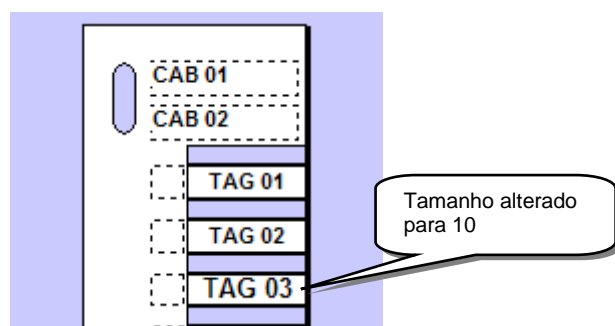 CAB 01
CAB 02
TAG 01
TAG 02
TAG 03
Tamanho alterado
para 10